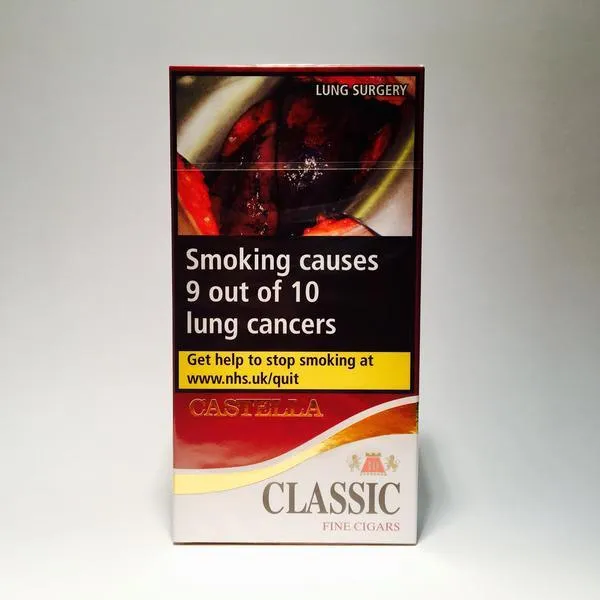 LUNG SURGERY
Smoking causes
9 out of 10
lung cancers
Get help to stop smoking at
www.nhs.uk/quit
CASTELLA
CLASSIC
FINE CIGARS